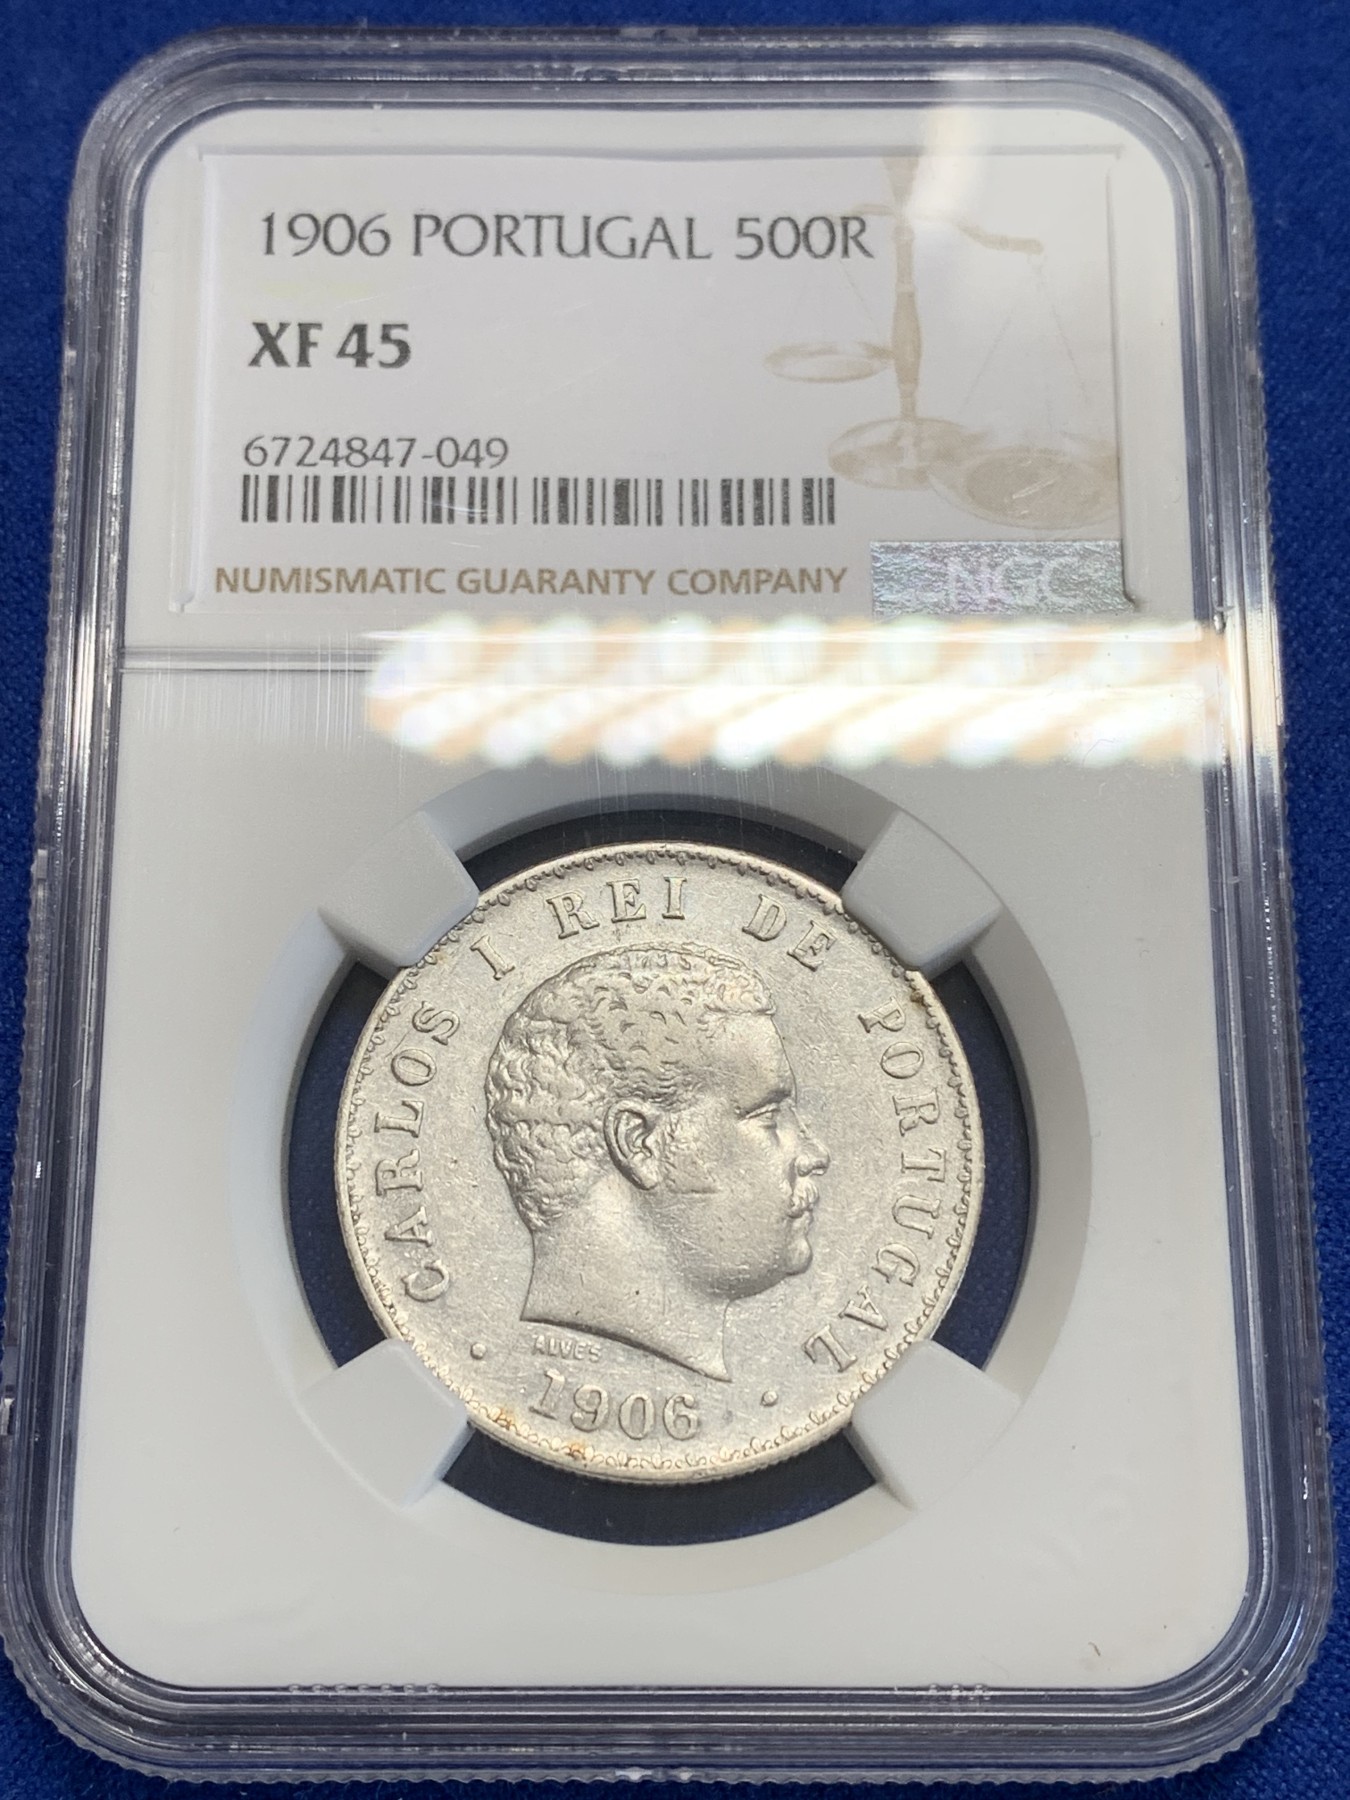 1906 PORTUGAL 500R
XF 45
6724847-049
NUMISMATIC GUARANTY COMPANY
NGC
CARLOS I REI DE PORTUGAL
ALVES
· 1906 ·